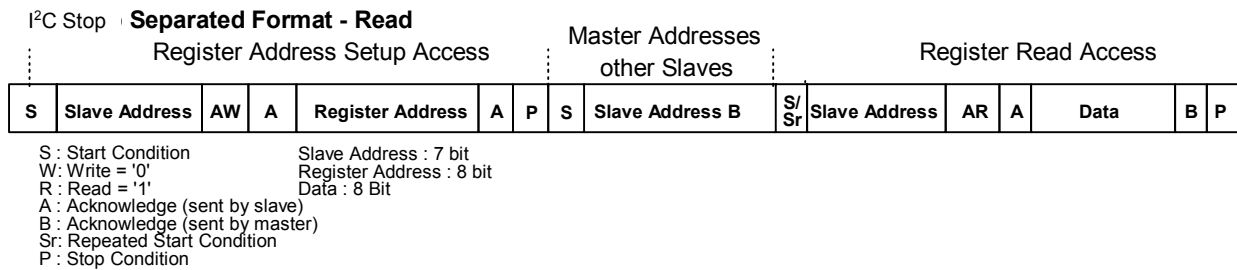 I²C Stop Separated Format - Read
Register Address Setup Access
Master Addresses
other Slaves
Register Read Access
S Slave Address AW A Register Address A P S Slave Address B S/Sr Slave Address AR A Data B P
S : Start Condition
W: Write = '0'
R : Read = '1'
A : Acknowledge (sent by slave)
B : Acknowledge (sent by master)
Sr: Repeated Start Condition
P : Stop Condition
Slave Address : 7 bit
Register Address : 8 bit
Data : 8 Bit